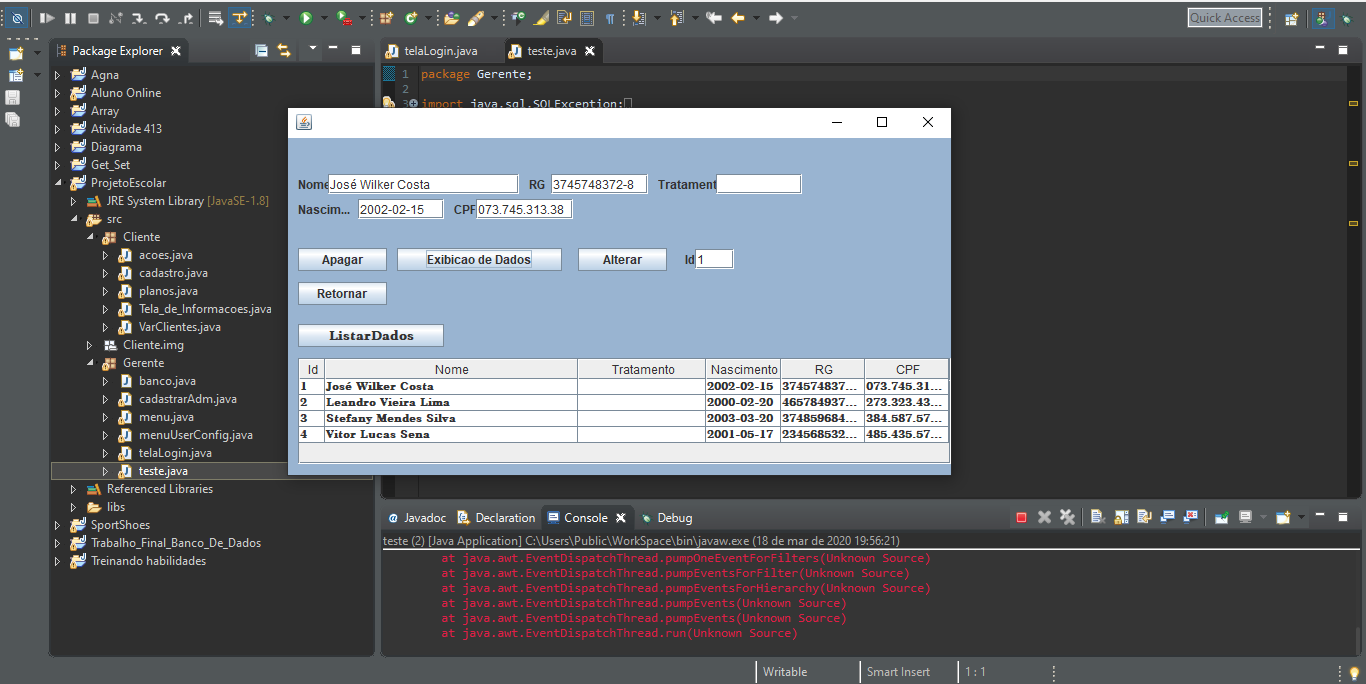 Quick Access
Package Explorer
telaLogin.java
teste.java
Agna
Aluno Online
Array
Atividade 413
Diagrama
Get_Set
ProjetoEscolar
JRE System Library [JavaSE-1.8]
src
Cliente
acoes.java
cadastro.java
planos.java
Tela_de_Informacoes.java
VarClientes.java
Cliente.img
Gerente
banco.java
cadastrarAdm.java
menu.java
menuUserConfig.java
telaLogin.java
teste.java
Referenced Libraries
libs
SportShoes
Trabalho_Final_Banco_De_Dados
Treinando habilidades
1 package Gerente;
2
3 import java.sql.SQLException;
Nome José Wilker Costa RG 3745748372-8 Tratament
Nascim... 2002-02-15 CPF 073.745.313.38
Apagar Exibicao de Dados Alterar Id 1
Retornar
ListarDados
Id Nome Tratamento Nascimento RG CPF
1 José Wilker Costa 2002-02-15 374574837... 073.745.31...
2 Leandro Vieira Lima 2000-02-20 465784937... 273.323.43...
3 Stefany Mendes Silva 2003-03-20 374859684... 384.587.57...
4 Vitor Lucas Sena 2001-05-17 234568532... 485.435.57...
@ Javadoc Declaration Console Debug
teste (2) [Java Application] C:\Users\Public\WorkSpace\bin\javaw.exe (18 de mar de 2020 19:56:21)
at java.awt.EventDispatchThread.pumpOneEventForFilters(Unknown Source)
at java.awt.EventDispatchThread.pumpEventsForFilter(Unknown Source)
at java.awt.EventDispatchThread.pumpEventsForHierarchy(Unknown Source)
at java.awt.EventDispatchThread.pumpEvents(Unknown Source)
at java.awt.EventDispatchThread.pumpEvents(Unknown Source)
at java.awt.EventDispatchThread.run(Unknown Source)
Writable Smart Insert 1 : 1